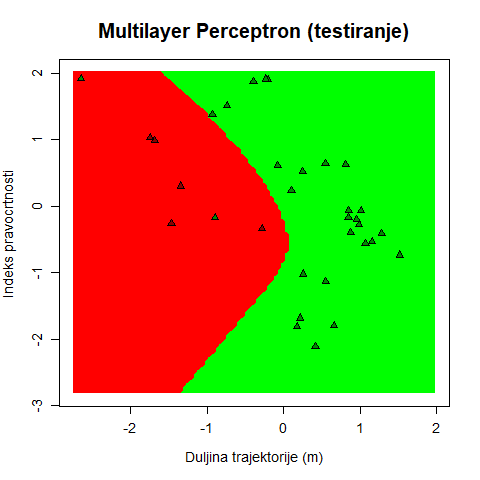 Multilayer Perceptron (testiranje)
Indeks pravocrtnosti
2
1
0
-1
-2
-3
-2 -1 0 1 2
Duljina trajektorije (m)